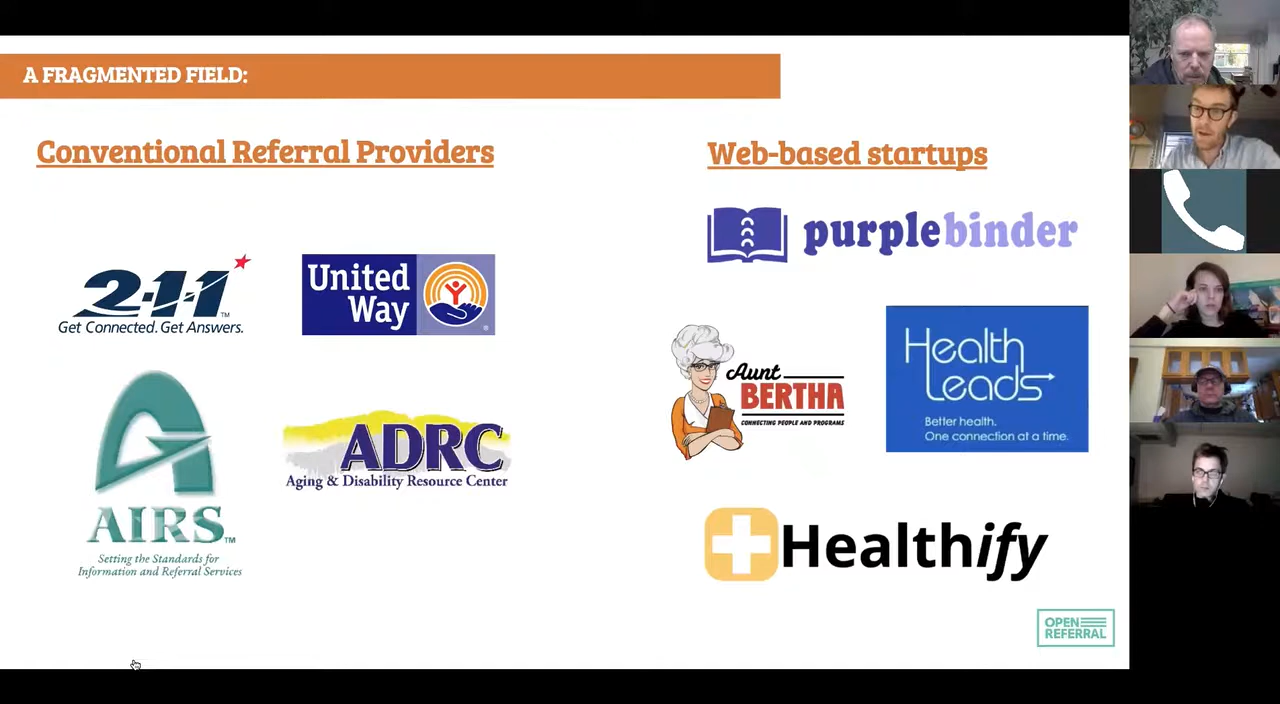 A FRAGMENTED FIELD:
Conventional Referral Providers
2-1-1 TM
Get Connected. Get Answers.
United
Way
®
AIRS TM
Setting the Standards for
Information and Referral Services
ADRC
Aging & Disability Resource Center
Web-based startups
purplebinder
Aunt
BERTHA
CONNECTING PEOPLE AND PROGRAMS
Health
Leads
Better health.
One connection at a time.
Healthify
OPEN
REFERRAL